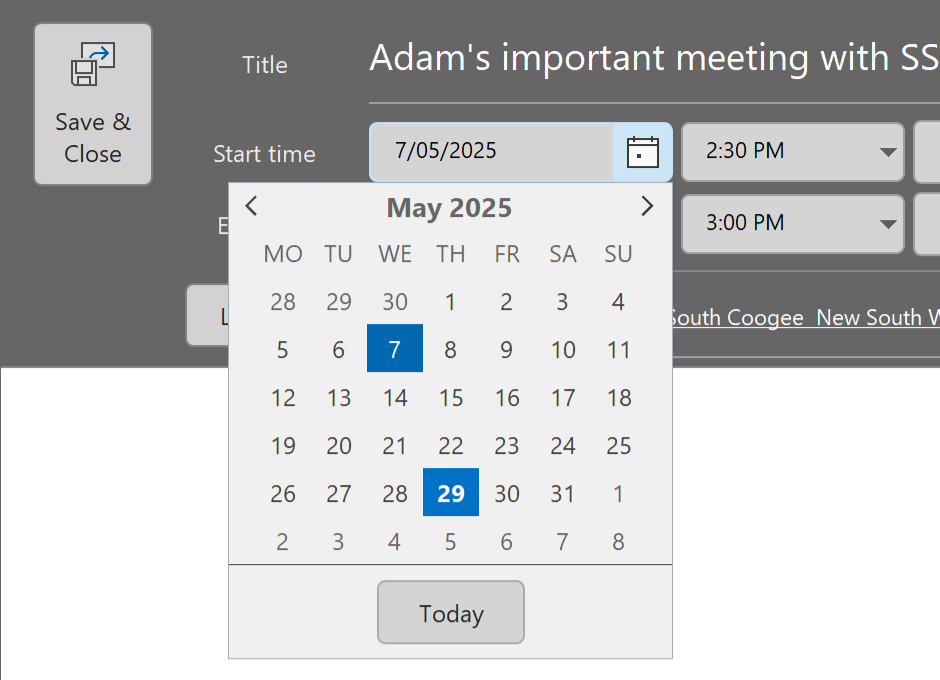 Save &
Close
Title
Adam's important meeting with SS
Start time
7/05/2025
2:30 PM
3:00 PM
May 2025
MO TU WE TH FR SA SU
28 29 30 1 2 3 4
5 6 7 8 9 10 11
12 13 14 15 16 17 18
19 20 21 22 23 24 25
26 27 28 29 30 31 1
2 3 4 5 6 7 8
South Coogee New South W
Today